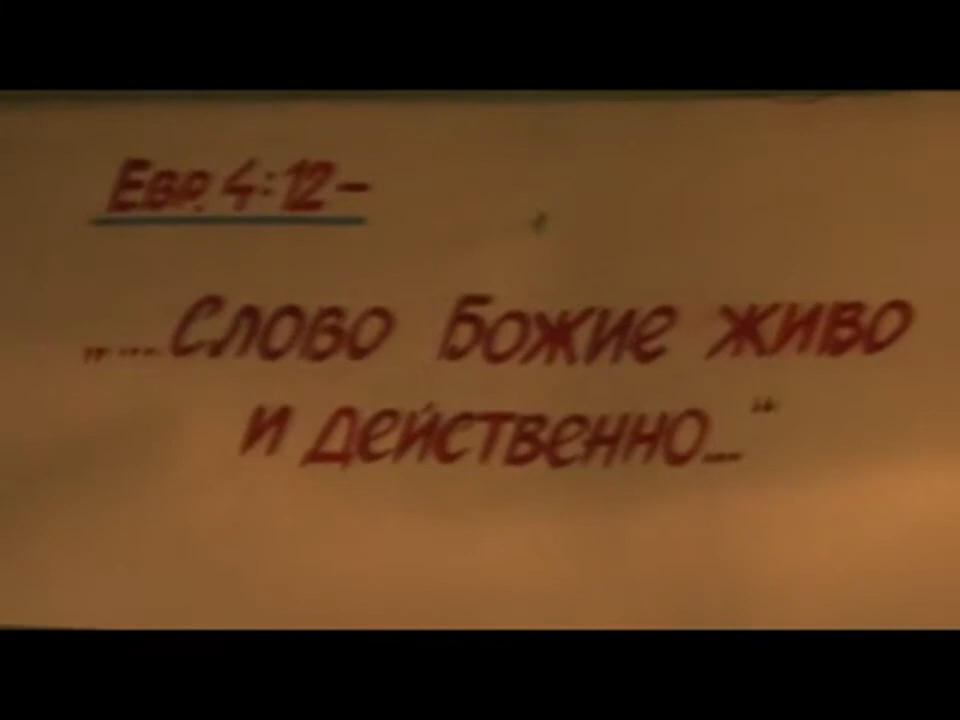 Евр. 4:12-
„...Слово Божие живо
и действенно..."